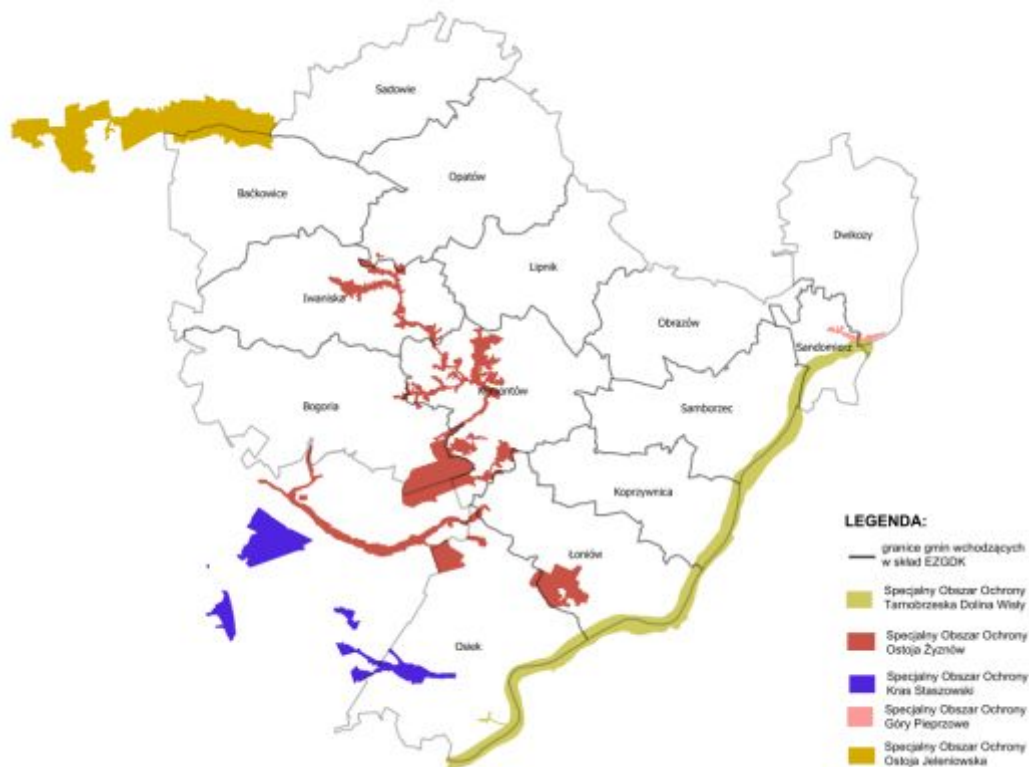 Sadowie
Opatów
Baćkowice
Dwikozy
Lipnik
Iwaniska
Obrazów
Sandomierz
Klimontów
Bogoria
Samborzec
Koprzywnica
Łoniów
Osiek
LEGENDA:
granice gmin wchodzących
w skład EZGDK
Specjalny Obszar Ochrony
Tarnobrzeska Dolina Wisły
Specjalny Obszar Ochrony
Ostoja Żyznów
Specjalny Obszar Ochrony
Kras Staszowski
Specjalny Obszar Ochrony
Góry Pieprzowe
Specjalny Obszar Ochrony
Ostoja Jeleniowska